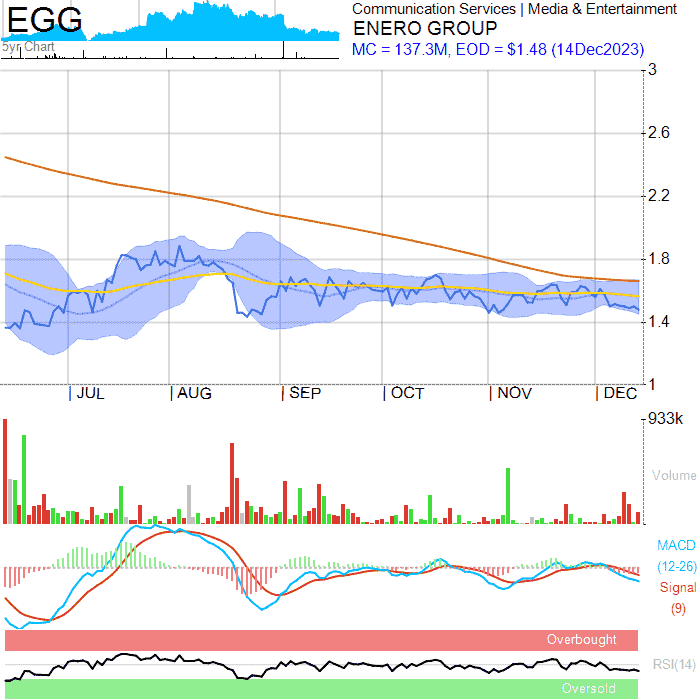 EGG
5yr Chart
Communication Services | Media & Entertainment
ENERO GROUP
MC = 137.3M, EOD = $1.48 (14Dec2023)
3
2.6
2.2
1.8
1.4
1
JUL AUG SEP OCT NOV DEC
933k
Volume
MACD
(12-26)
Signal
(9)
Overbought
RSI(14)
Oversold